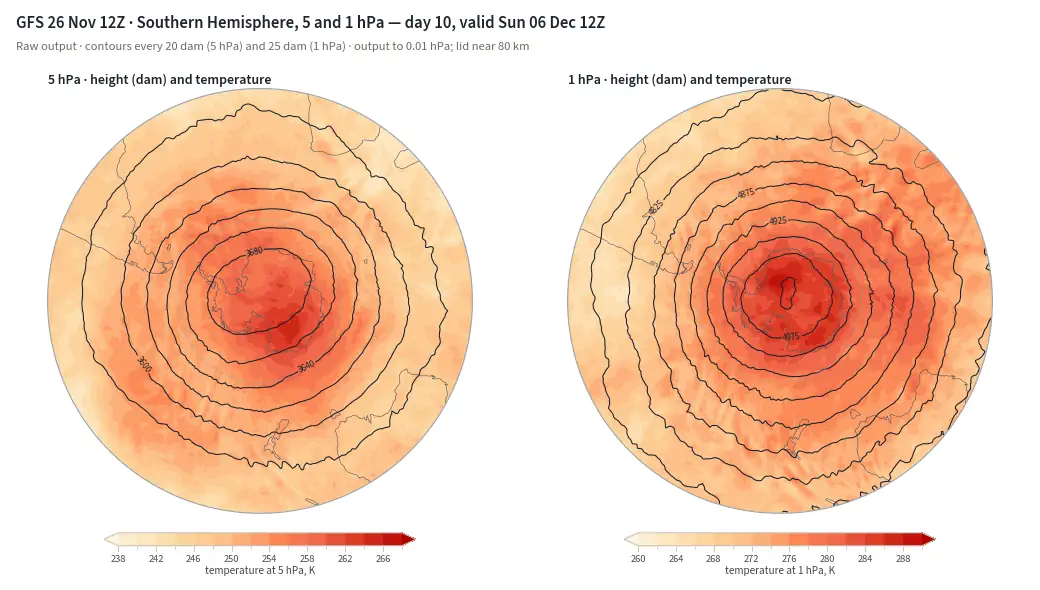 GFS 26 Nov 12Z · Southern Hemisphere, 5 and 1 hPa — day 10, valid Sun 06 Dec 12Z
Raw output · contours every 20 dam (5 hPa) and 25 dam (1 hPa) · output to 0.01 hPa; lid near 80 km
5 hPa · height (dam) and temperature
3680
3640
3600
238 242 246 250 254 258 262 266
temperature at 5 hPa, K
1 hPa · height (dam) and temperature
4875
4825
4925
4975
260 264 268 272 276 280 284 288
temperature at 1 hPa, K